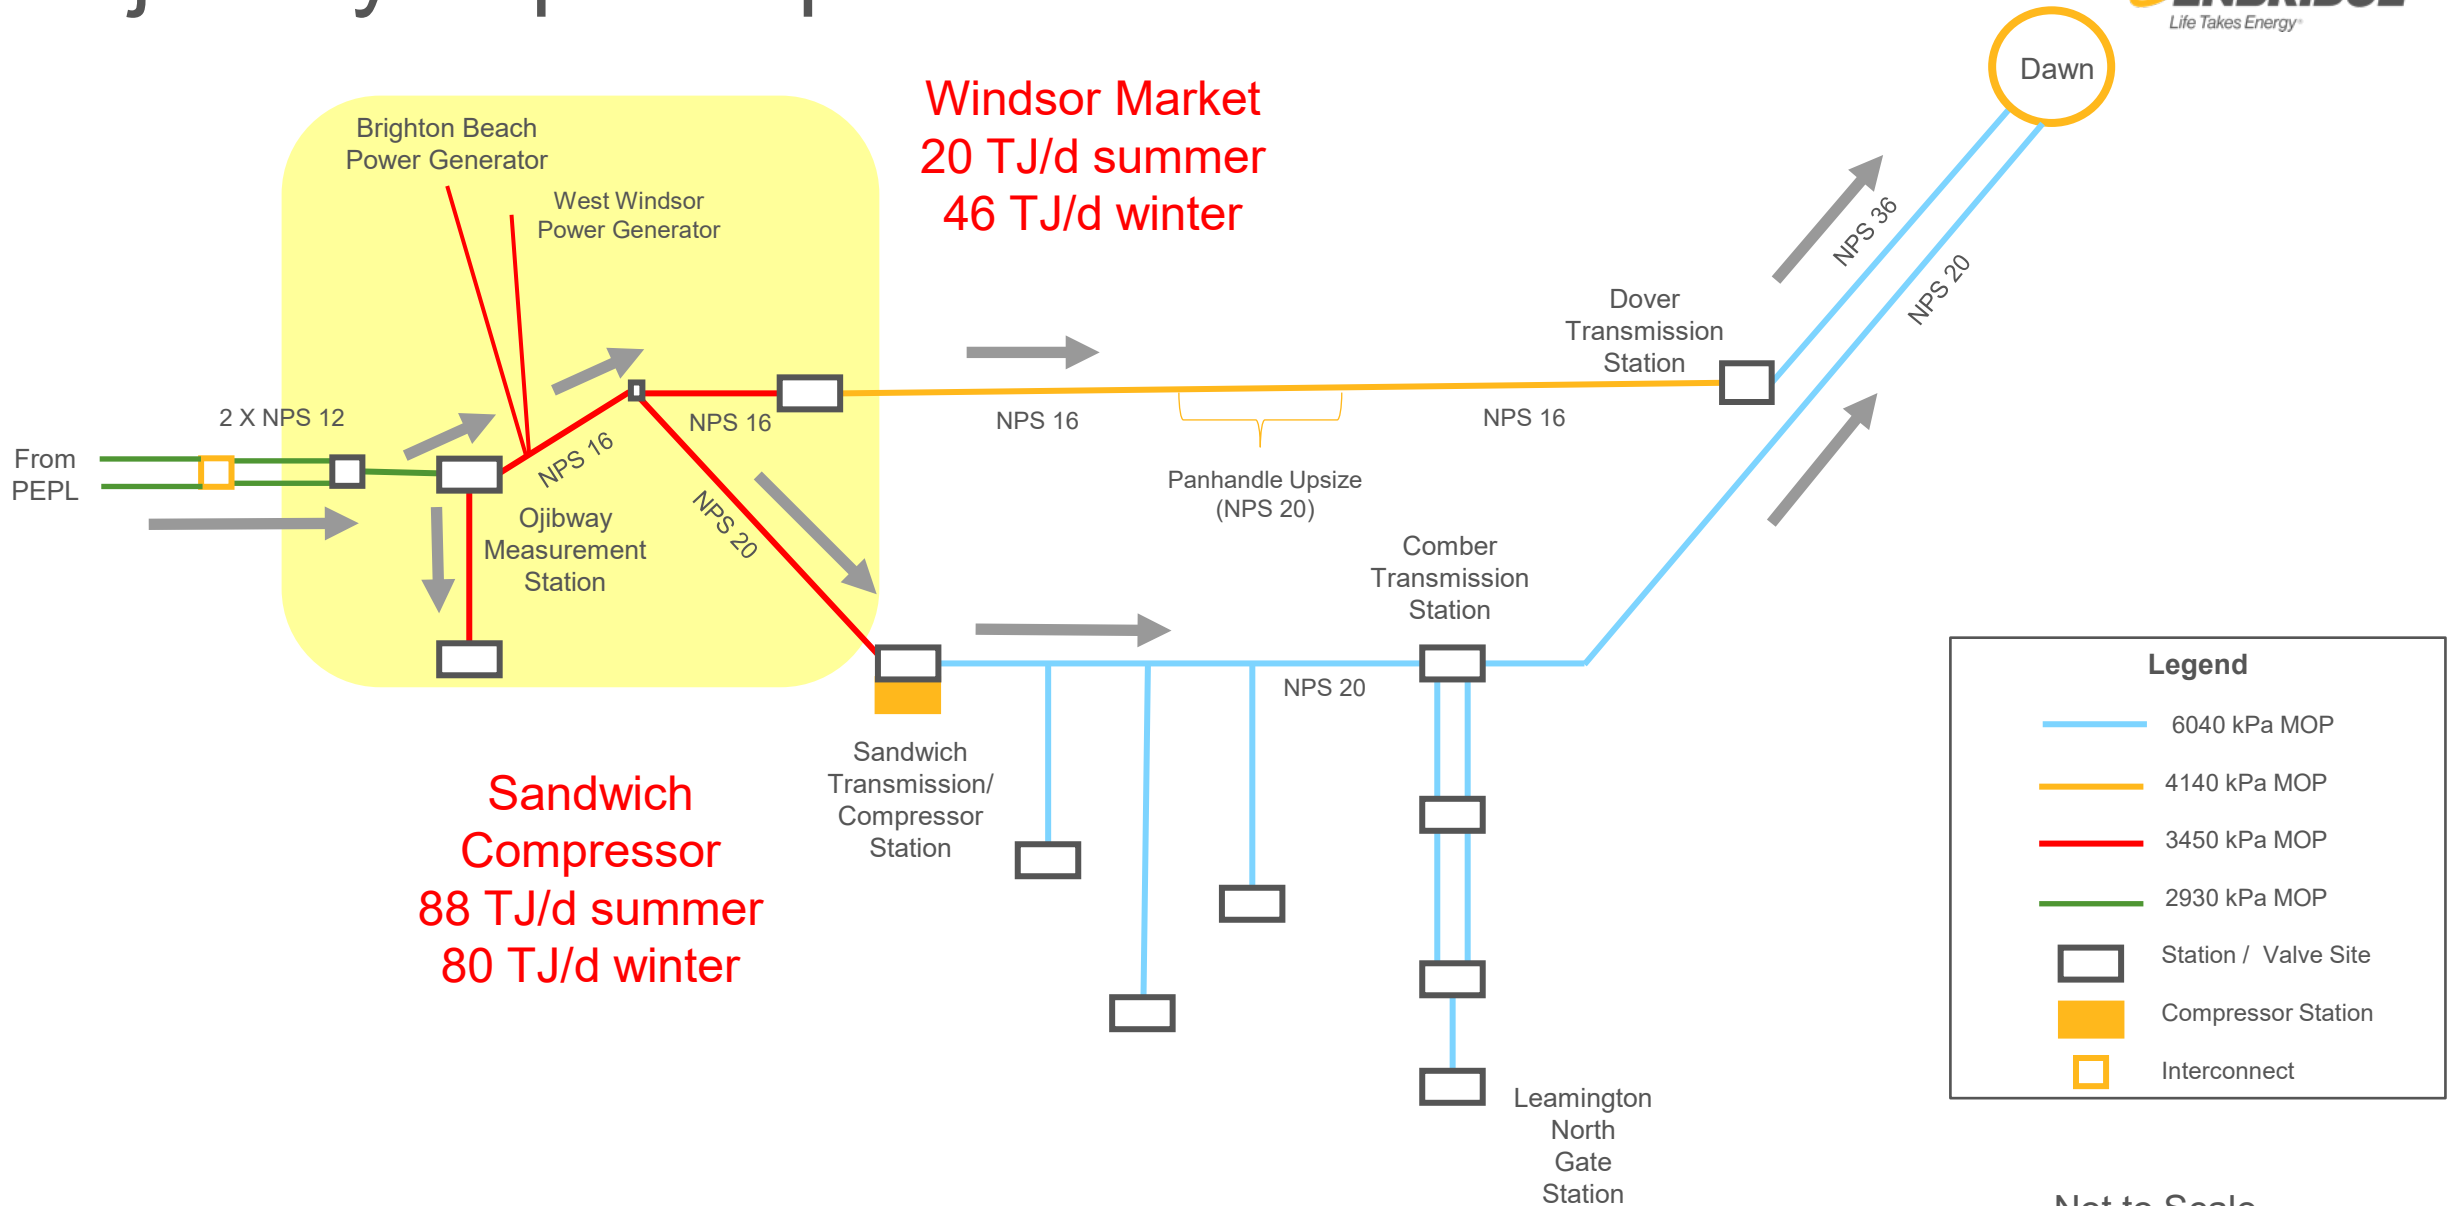 Life Takes Energy
Dawn
Windsor Market
20 TJ/d summer
46 TJ/d winter
Brighton Beach
Power Generator
West Windsor
Power Generator
NPS 36
NPS 20
Dover
Transmission
Station
2 X NPS 12
NPS 16
NPS 16
NPS 16
NPS 16
From
PEPL
Panhandle Upsize
(NPS 20)
NPS 20
Ojibway
Measurement
Station
Comber
Transmission
Station
NPS 20
Sandwich
Transmission/
Compressor
Station
Sandwich
Compressor
88 TJ/d summer
80 TJ/d winter
Leamington
North
Gate
Station
Legend
6040 kPa MOP
4140 kPa MOP
3450 kPa MOP
2930 kPa MOP
Station / Valve Site
Compressor Station
Interconnect
Not to Scale